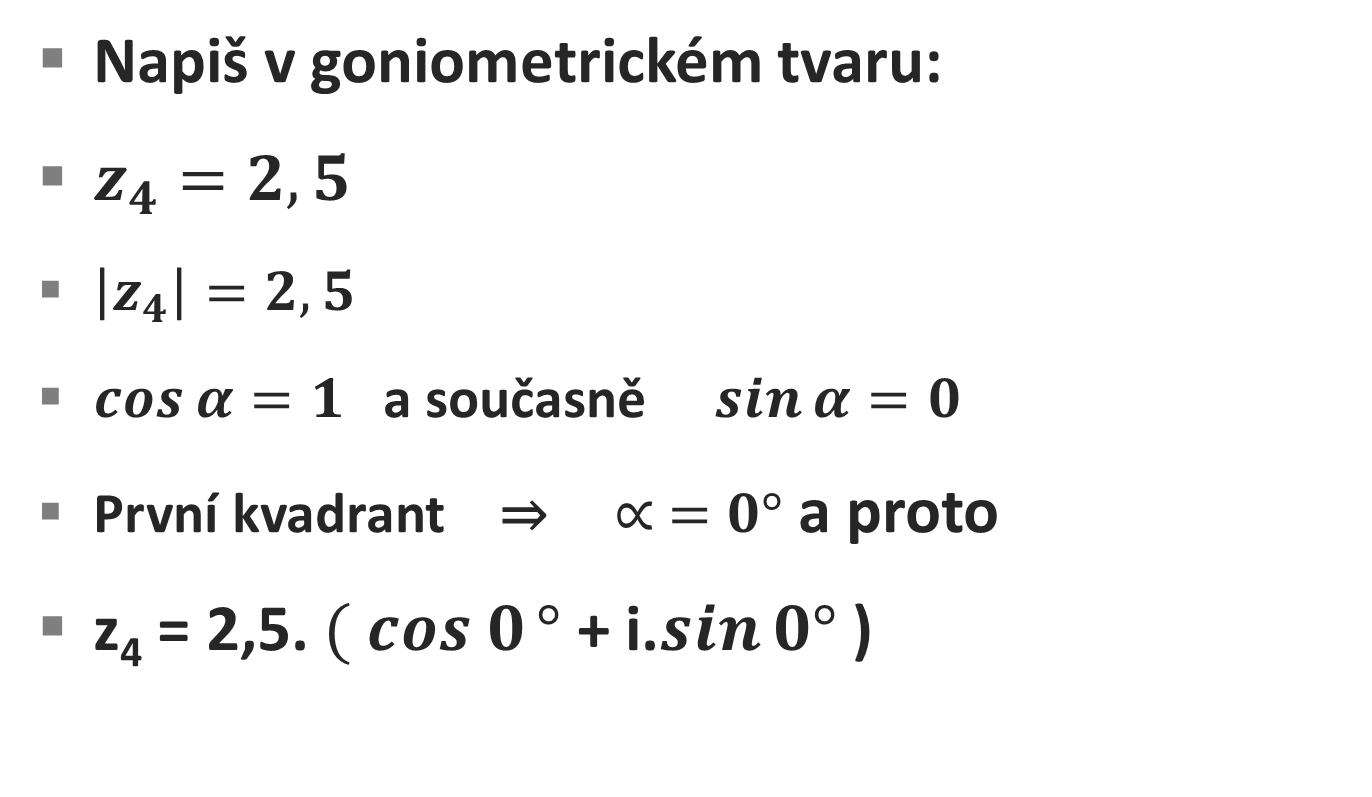 ▪ Napiš v goniometrickém tvaru:
▪ z₄ = 2,5
▪ |z₄| = 2,5
▪ cos α = 1 a současně sin α = 0
▪ První kvadrant ⇒ ∝ = 0° a proto
▪ z₄ = 2,5. ( cos 0° + i.sin 0° )